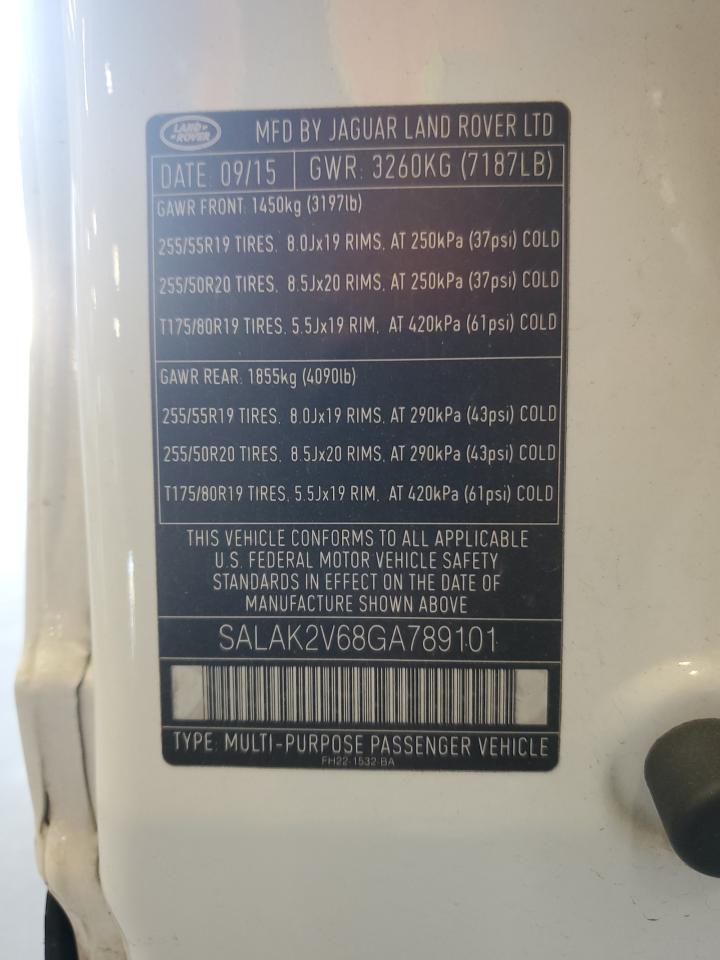 LAND ROVER MFD BY JAGUAR LAND ROVER LTD
DATE: 09/15 GWR: 3260KG (7187LB)
GAWR FRONT: 1450kg (3197lb)
255/55R19 TIRES, 8.0Jx19 RIMS, AT 250kPa (37psi) COLD
255/50R20 TIRES, 8.5Jx20 RIMS, AT 250kPa (37psi) COLD
T175/80R19 TIRES, 5.5Jx19 RIM, AT 420kPa (61psi) COLD
GAWR REAR: 1855kg (4090lb)
255/55R19 TIRES, 8.0Jx19 RIMS, AT 290kPa (43psi) COLD
255/50R20 TIRES, 8.5Jx20 RIMS, AT 290kPa (43psi) COLD
T175/80R19 TIRES, 5.5Jx19 RIM, AT 420kPa (61psi) COLD
THIS VEHICLE CONFORMS TO ALL APPLICABLE
U.S. FEDERAL MOTOR VEHICLE SAFETY
STANDARDS IN EFFECT ON THE DATE OF
MANUFACTURE SHOWN ABOVE
SALAK2V68GA789101
TYPE: MULTI-PURPOSE PASSENGER VEHICLE
FH22-1532-BA